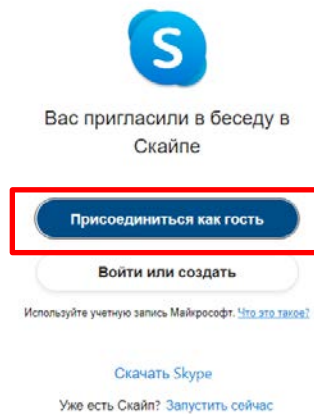 S
Вас пригласили в беседу в
Скайпе
Присоединиться как гость
Войти или создать
Используйте учетную запись Майкрософт. Что это такое?
Скачать Skype
Уже есть Скайп? Запустить сейчас